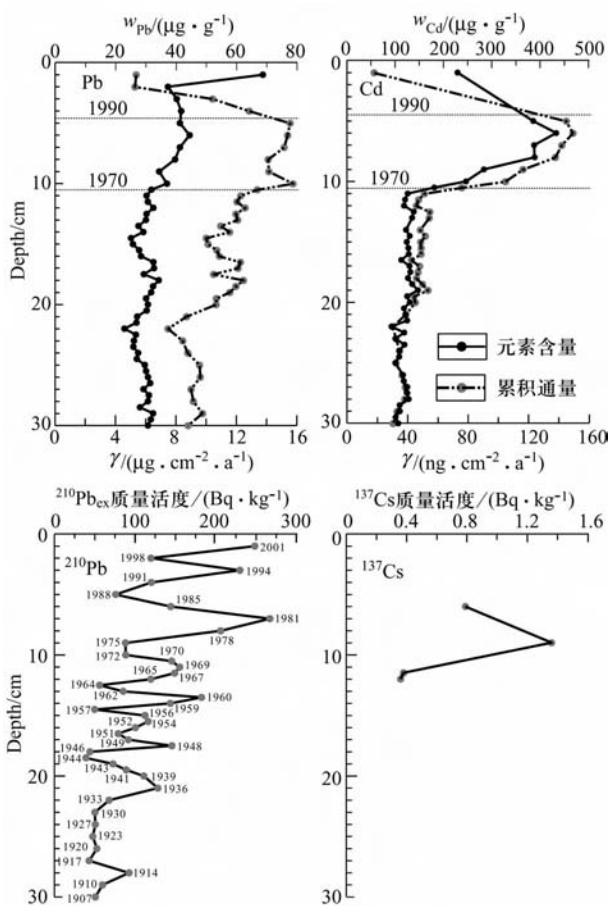 w_Pb/(μg · g⁻¹)
0 20 40 60 80
w_Cd/(μg · g⁻¹)
0 100 200 300 400 500
Pb
1990
1970
Cd
1990
1970
Depth/cm
0
10
20
30
元素含量
累积通量
0 4 8 12 16
γ/(μg · cm⁻² · a⁻¹)
0 40 80 120 160
γ/(ng · cm⁻² · a⁻¹)
²¹⁰Pb_ex质量活度/(Bq · kg⁻¹)
0 50 100 150 200 250 300
¹³⁷Cs质量活度/(Bq · kg⁻¹)
0 0.4 0.8 1.2 1.6
²¹⁰Pb
¹³⁷Cs
Depth/cm
0
10
20
30
2001
1998
1994
1991
1988
1985
1981
1978
1975
1972
1970
1969
1967
1965
1964
1962
1960
1959
1957
1956
1954
1952
1951
1949
1948
1946
1944
1943
1941
1939
1936
1933
1930
1927
1923
1920
1917
1914
1910
1907